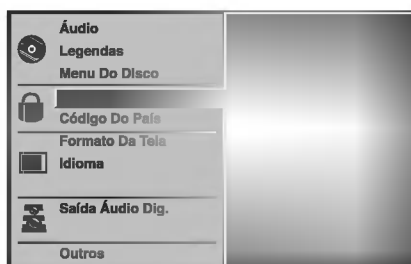 Áudio
Legendas
Menu Do Disco
Código Do País
Formato Da Tela
Idioma
Saída Áudio Dig.
Outros